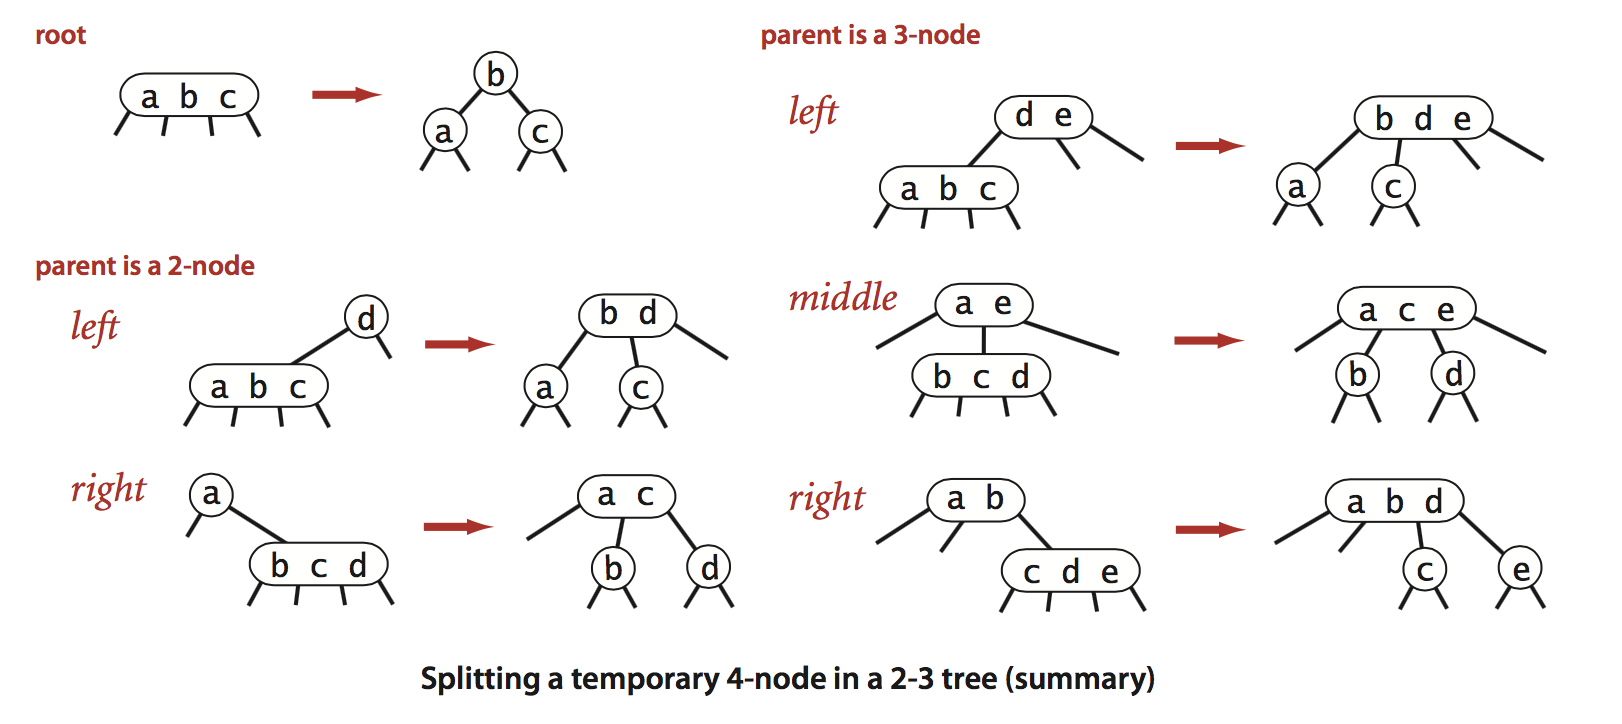 root
a b c
b
a
c
parent is a 2-node
left
d
a b c
b d
a
c
right
a
b c d
a c
b
d
parent is a 3-node
left
d e
a b c
b d e
a
c
middle
a e
b c d
a c e
b
d
right
a b
c d e
a b d
c
e
Splitting a temporary 4-node in a 2-3 tree (summary)